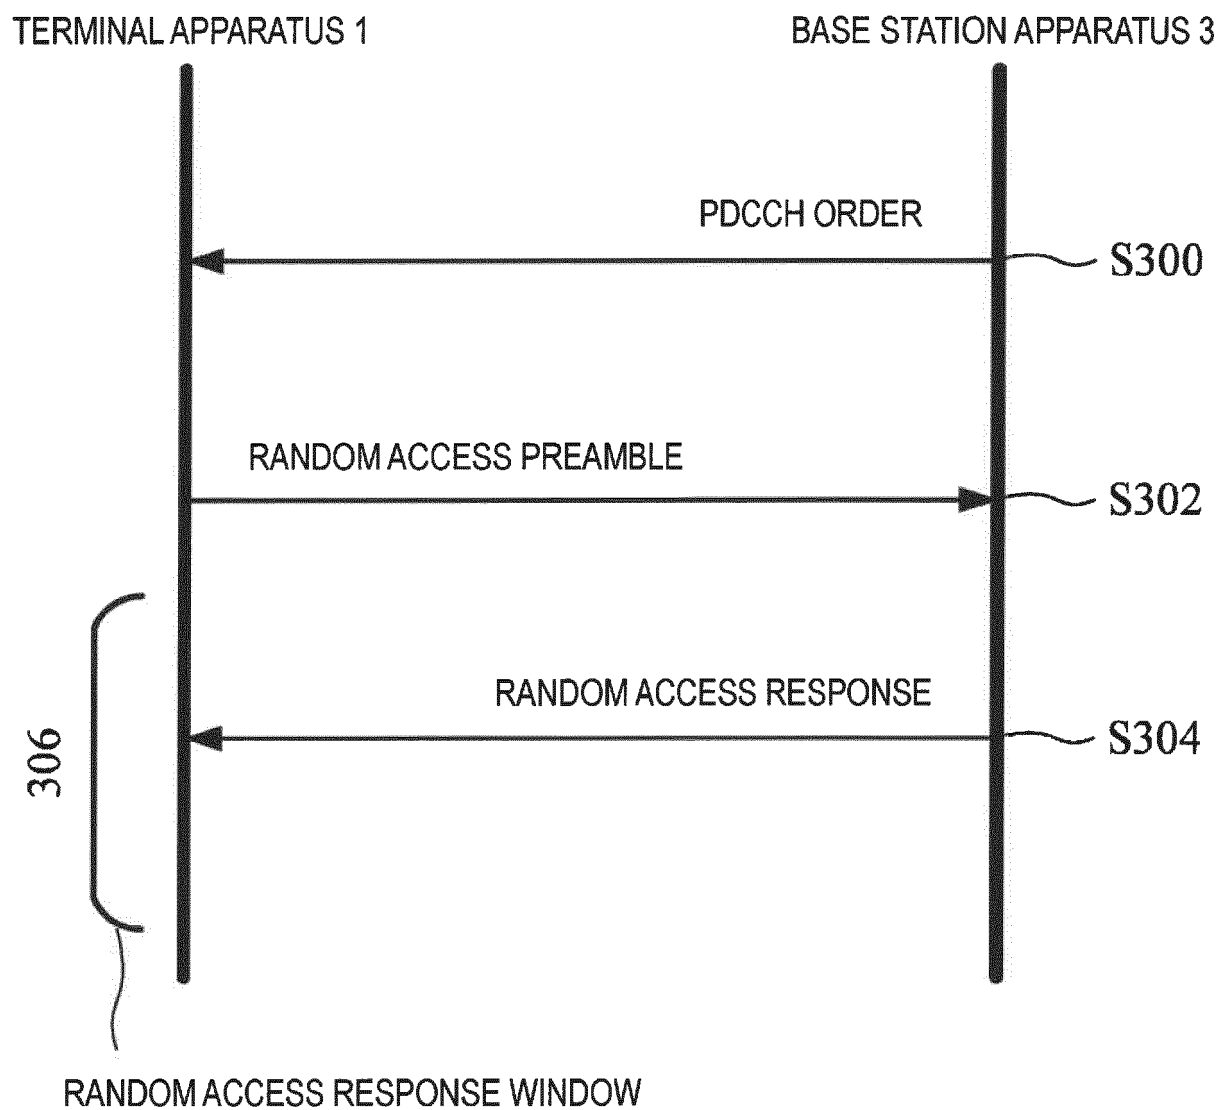 TERMINAL APPARATUS 1
BASE STATION APPARATUS 3
PDCCH ORDER
S300
RANDOM ACCESS PREAMBLE
S302
RANDOM ACCESS RESPONSE
S304
306
RANDOM ACCESS RESPONSE WINDOW